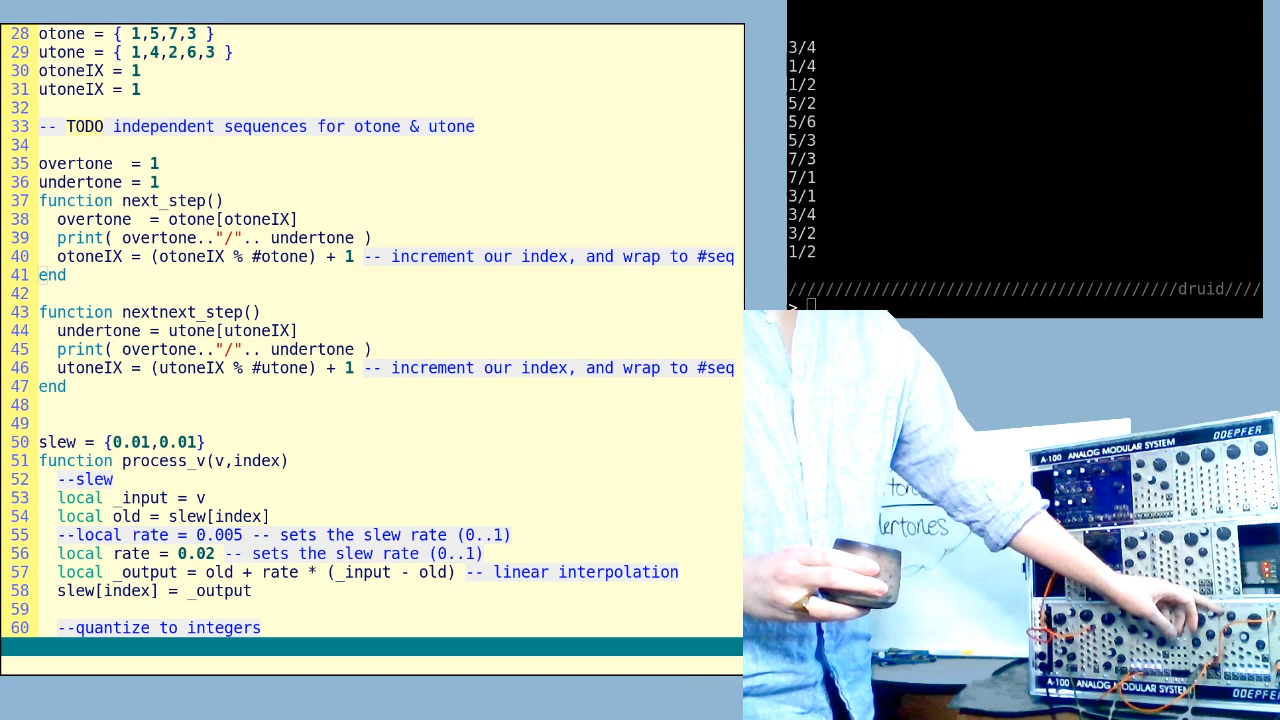 28 otone = { 1,5,7,3 }
29 utone = { 1,4,2,6,3 }
30 otoneIX = 1
31 utoneIX = 1
32
33 -- TODO independent sequences for otone & utone
34
35 overtone  = 1
36 undertone = 1
37 function next_step()
38   overtone  = otone[otoneIX]
39   print( overtone.."/".. undertone )
40   otoneIX = (otoneIX % #otone) + 1 -- increment our index, and wrap to #seq
41 end
42
43 function nextnext_step()
44   undertone = utone[utoneIX]
45   print( overtone.."/".. undertone )
46   utoneIX = (utoneIX % #utone) + 1 -- increment our index, and wrap to #seq
47 end
48
49
50 slew = {0.01,0.01}
51 function process_v(v,index)
52   --slew
53   local _input = v
54   local old = slew[index]
55   --local rate = 0.005 -- sets the slew rate (0..1)
56   local rate = 0.02 -- sets the slew rate (0..1)
57   local _output = old + rate * (_input - old) -- linear interpolation
58   slew[index] = _output
59
60   --quantize to integers
3/4
1/4
1/2
5/2
5/6
5/3
7/3
7/1
3/1
3/4
3/2
1/2
//////////////////////////////////////////druid////
>
A-100 ANALOG MODULAR SYSTEM DOEPFER
A-100 ANALOG MODULAR SYSTEM DOEPFER